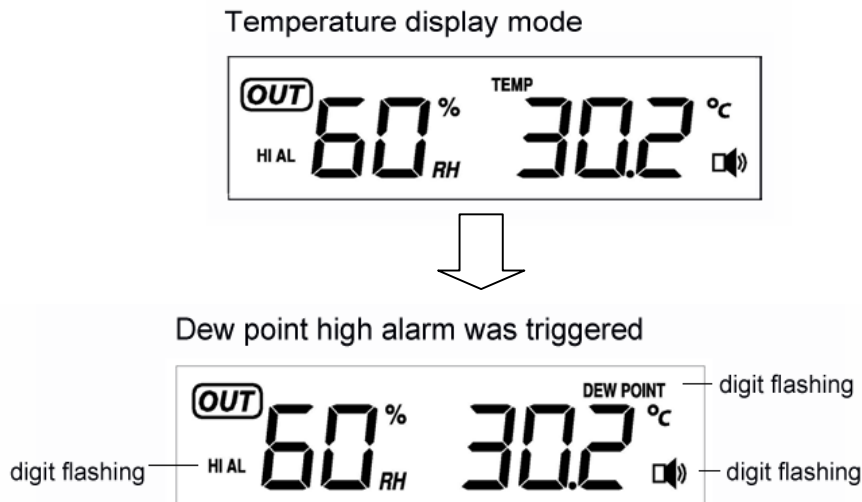 Temperature display mode
OUT 60 % RH HI AL TEMP 30.2 °C
Dew point high alarm was triggered
OUT 60 % RH HI AL DEW POINT 30.2 °C
digit flashing
digit flashing
digit flashing